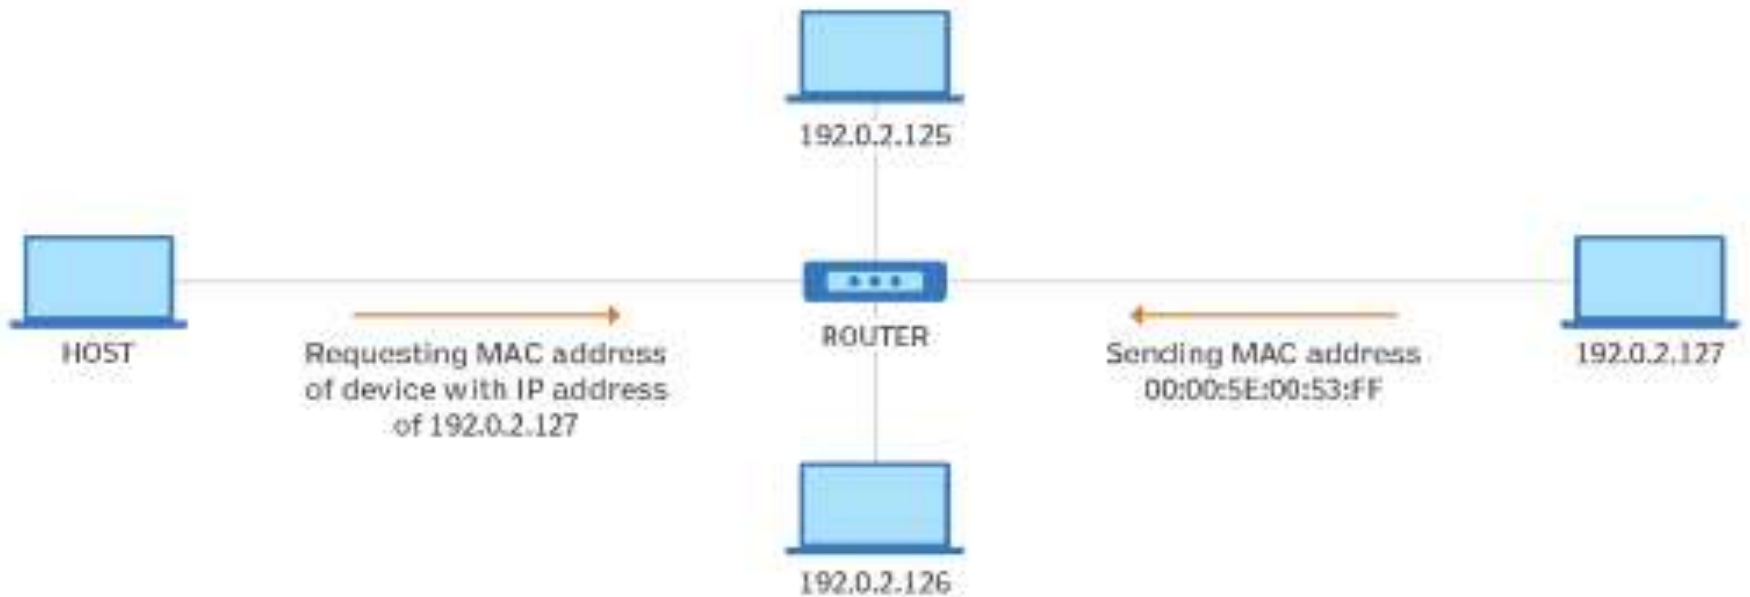 192.0.2.125
HOST
Requesting MAC address
of device with IP address
of 192.0.2.127
ROUTER
Sending MAC address
00:00:5E:00:53:FF
192.0.2.127
192.0.2.126